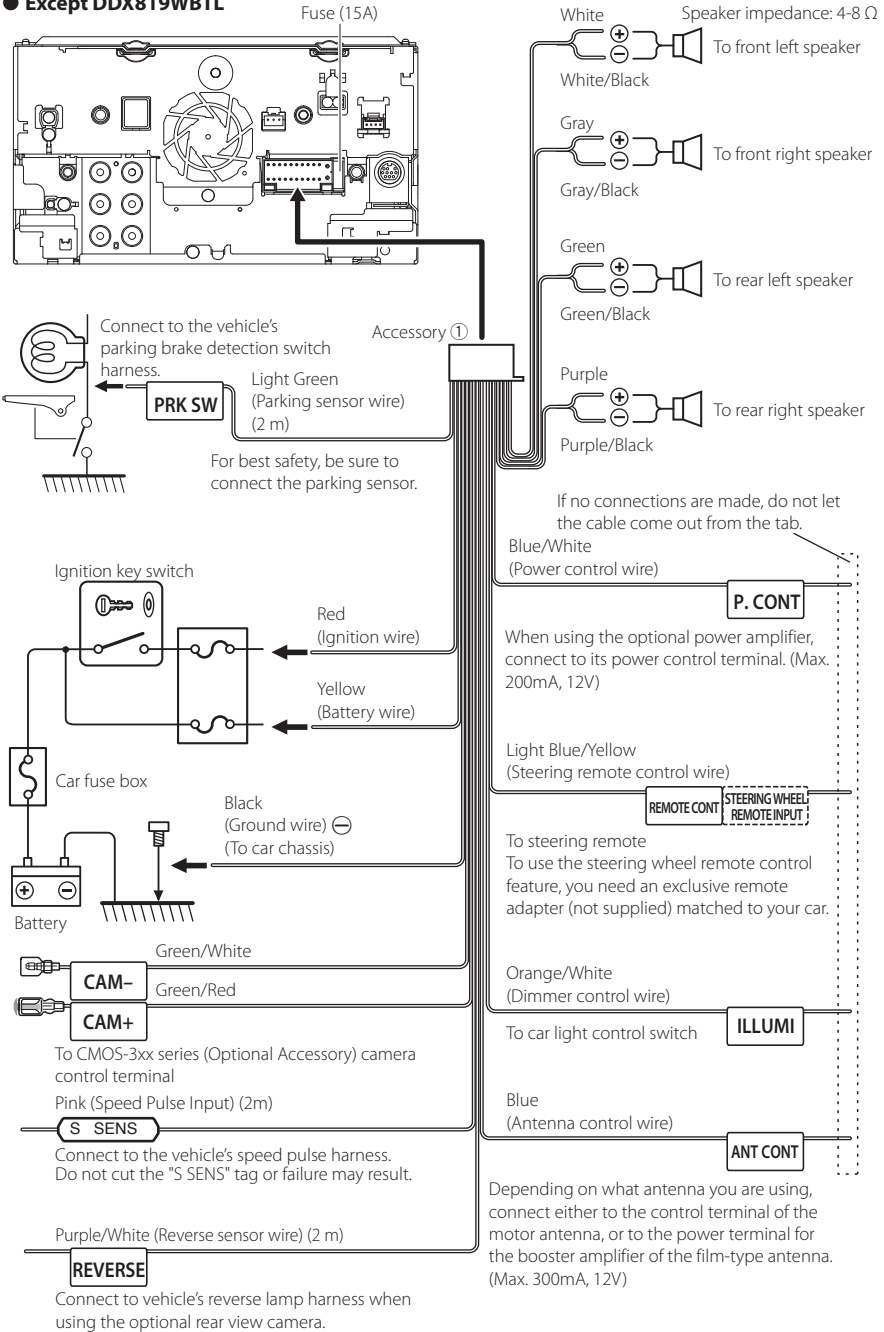 ● Except DDX819WBTL
Fuse (15A)
White
Speaker impedance: 4-8 Ω
⊕
⊖
To front left speaker
White/Black
Gray
⊕
⊖
To front right speaker
Gray/Black
Green
⊕
⊖
To rear left speaker
Green/Black
Purple
⊕
⊖
To rear right speaker
Purple/Black
Accessory ①
Connect to the vehicle's
parking brake detection switch
harness.
PRK SW
Light Green
(Parking sensor wire)
(2 m)
For best safety, be sure to
connect the parking sensor.
If no connections are made, do not let
the cable come out from the tab.
Blue/White
(Power control wire)
P. CONT
When using the optional power amplifier,
connect to its power control terminal. (Max.
200mA, 12V)
Ignition key switch
Red
(Ignition wire)
Yellow
(Battery wire)
Car fuse box
Black
(Ground wire) ⊖
(To car chassis)
⊕ ⊖
Battery
Light Blue/Yellow
(Steering remote control wire)
REMOTE CONT
STEERING WHEEL
REMOTE INPUT
To steering remote
To use the steering wheel remote control
feature, you need an exclusive remote
adapter (not supplied) matched to your car.
Green/White
CAM–
Green/Red
CAM+
To CMOS-3xx series (Optional Accessory) camera
control terminal
Orange/White
(Dimmer control wire)
To car light control switch
ILLUMI
Pink (Speed Pulse Input) (2m)
S SENS
Connect to the vehicle's speed pulse harness.
Do not cut the "S SENS" tag or failure may result.
Blue
(Antenna control wire)
ANT CONT
Depending on what antenna you are using,
connect either to the control terminal of the
motor antenna, or to the power terminal for
the booster amplifier of the film-type antenna.
(Max. 300mA, 12V)
Purple/White (Reverse sensor wire) (2 m)
REVERSE
Connect to vehicle's reverse lamp harness when
using the optional rear view camera.